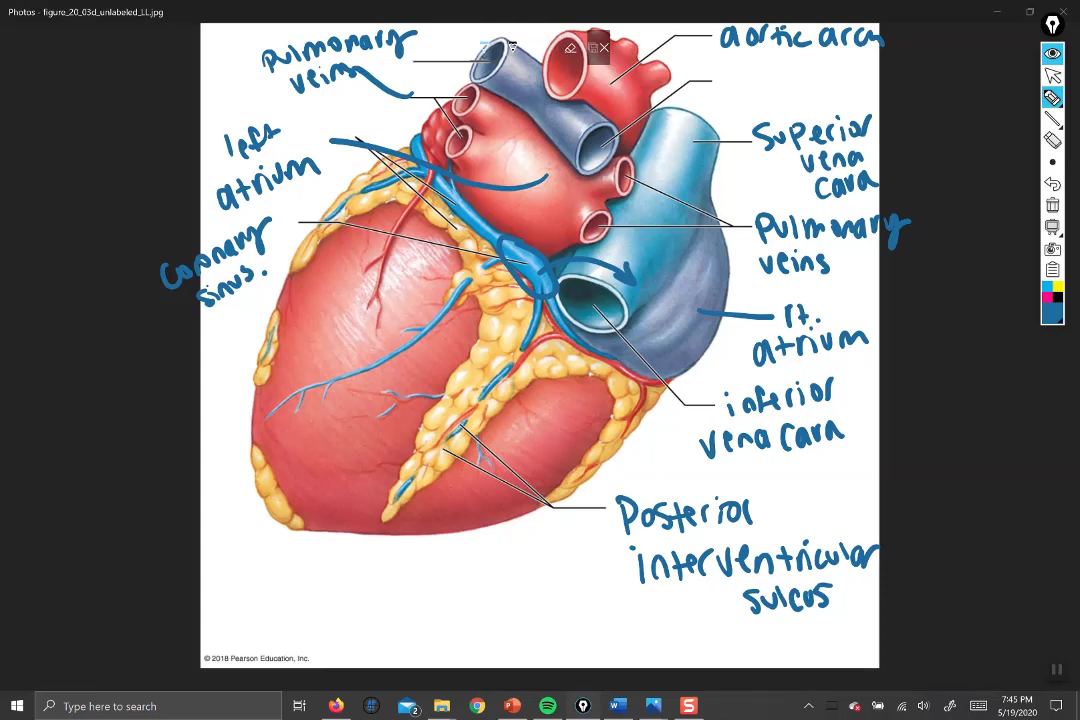 Photos - figure_20_03d_unlabeled_LL.jpg
pulmonary
veins
aortic arch
left
atrium
superior
vena
cava
coronary
sinus.
Pulmonary
veins
rt.
atrium
inferior
vena cava
Posterior
interventricular
sulcus
© 2018 Pearson Education, Inc.
Type here to search
2
7:45 PM
5/19/2020